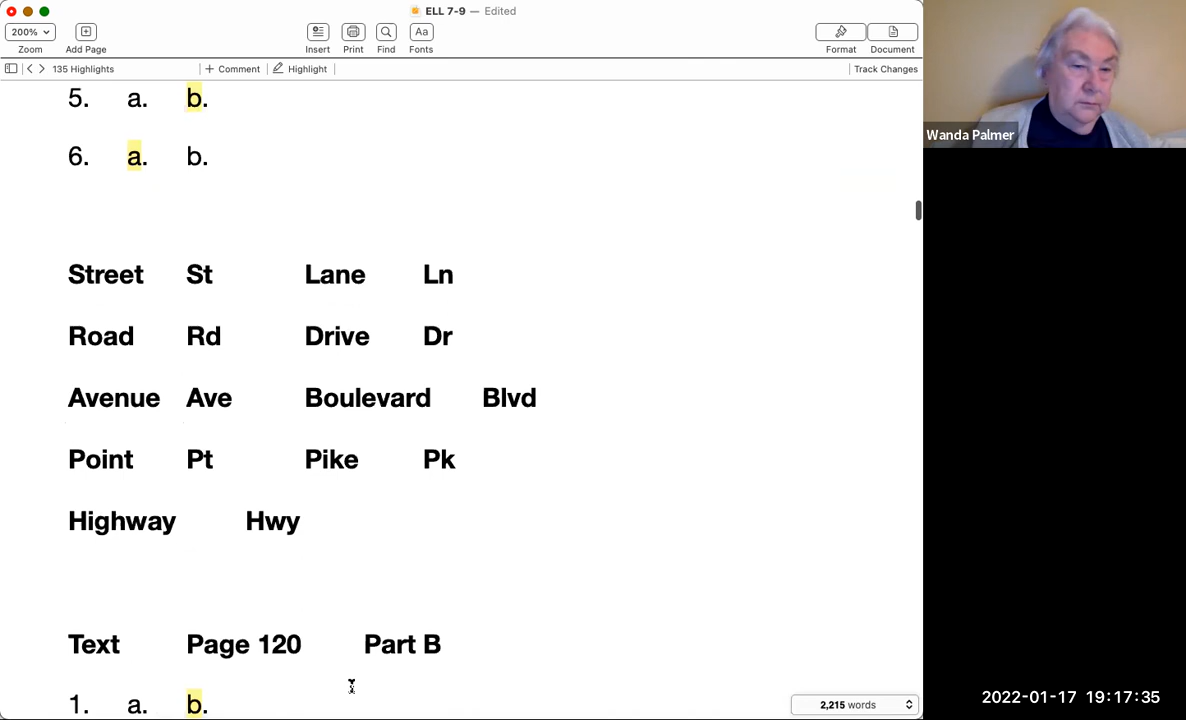 ELL 7-9 — Edited
200%
Zoom Add Page Insert Print Find Fonts Format Document
135 Highlights + Comment Highlight Track Changes
Wanda Palmer
5. a. b.
6. a. b.
Street St Lane Ln
Road Rd Drive Dr
Avenue Ave Boulevard Blvd
Point Pt Pike Pk
Highway Hwy
Text Page 120 Part B
1. a. b.
2,215 words
2022-01-17 19:17:35